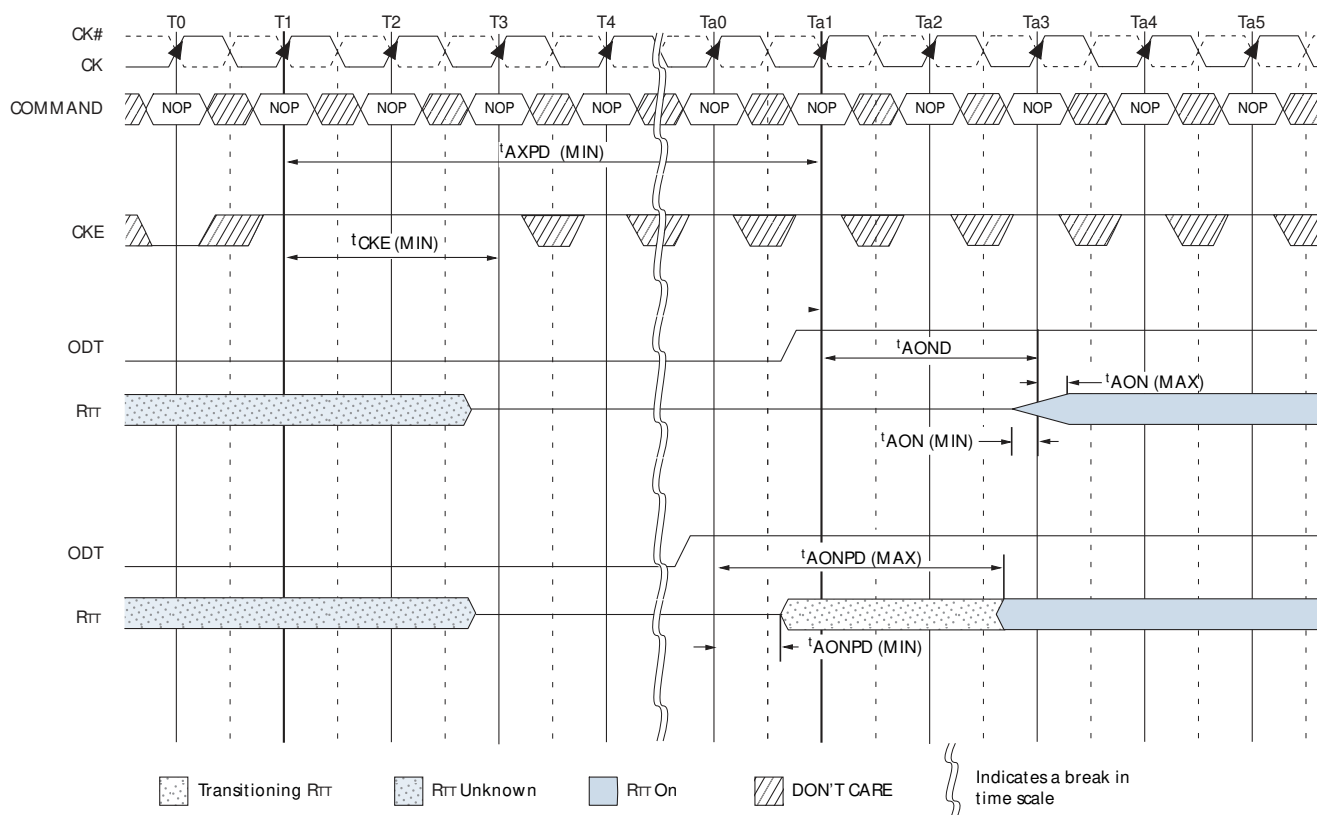 T0 T1 T2 T3 T4 Ta0 Ta1 Ta2 Ta3 Ta4 Ta5
CK#
CK
COMMAND NOP NOP NOP NOP NOP NOP NOP NOP NOP NOP NOP
tAXPD (MIN)
CKE
tCKE (MIN)
ODT
tAOND
tAON (MAX)
RTT
tAON (MIN)
ODT
tAONPD (MAX)
RTT
tAONPD (MIN)
Transitioning RTT RTT Unknown RTT On DON'T CARE Indicates a break in
time scale